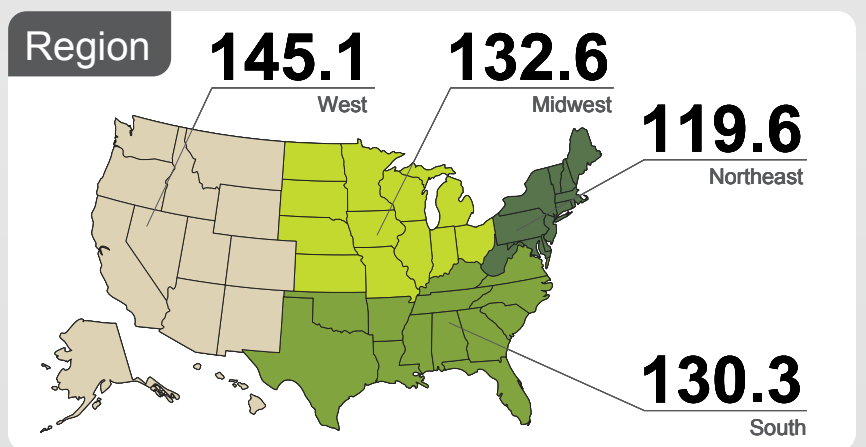 Region
145.1
West
132.6
Midwest
119.6
Northeast
130.3
South